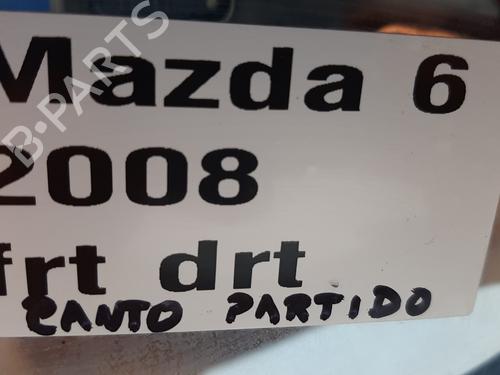 B-PARTS
Mazda 6
2008
frt drt
CANTO PARTIDO